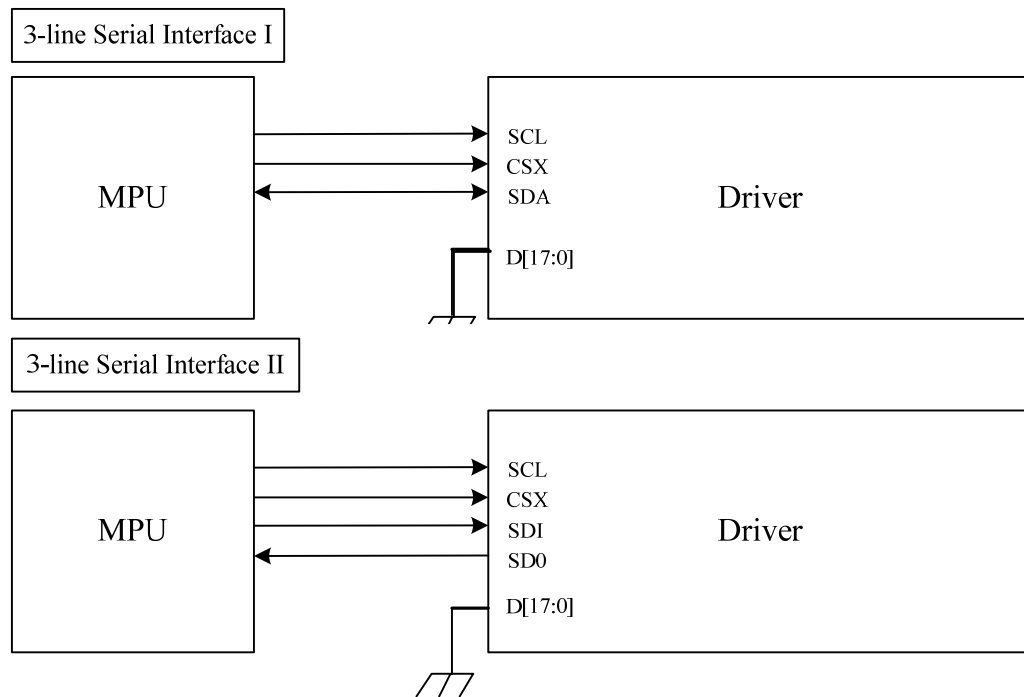 3-line Serial Interface I
MPU
SCL
CSX
SDA
D[17:0]
Driver
3-line Serial Interface II
MPU
SCL
CSX
SDI
SD0
D[17:0]
Driver